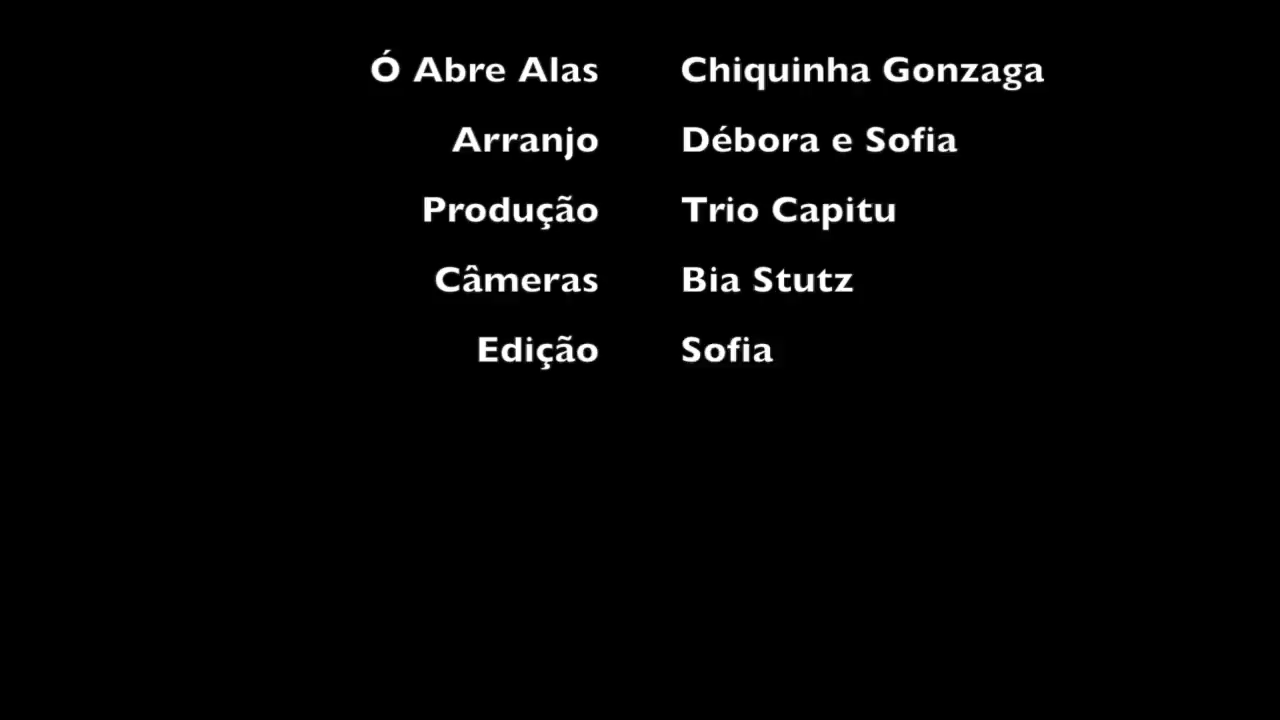 Ó Abre Alas Chiquinha Gonzaga
Arranjo Débora e Sofia
Produção Trio Capitu
Câmeras Bia Stutz
Edição Sofia